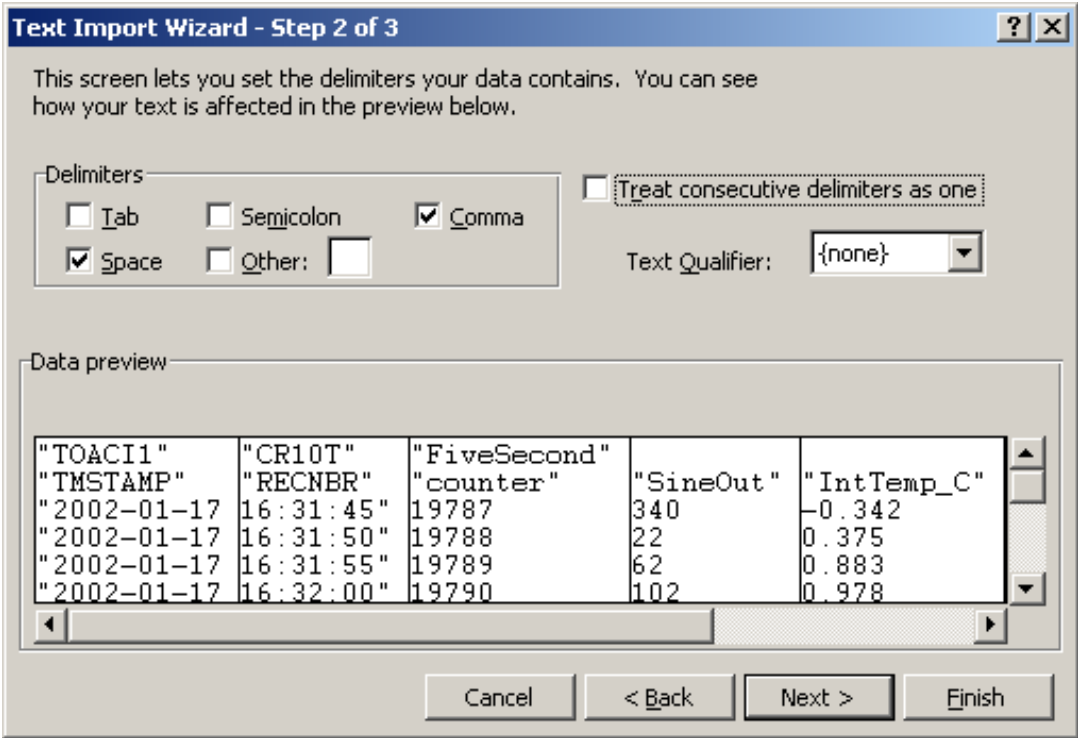 Text Import Wizard - Step 2 of 3
This screen lets you set the delimiters your data contains. You can see
how your text is affected in the preview below.
Delimiters
Treat consecutive delimiters as one
Tab Semicolon Comma
Space Other:
Text Qualifier: {none}
Data preview
"TOACI1" "CR10T" "FiveSecond"
"TMSTAMP" "RECNBR" "counter" "SineOut" "IntTemp_C"
"2002-01-17 16:31:45" 19787 340 -0.342
"2002-01-17 16:31:50" 19788 22 0.375
"2002-01-17 16:31:55" 19789 62 0.883
"2002-01-17 16:32:00" 19790 102 0.978
Cancel < Back Next > Finish